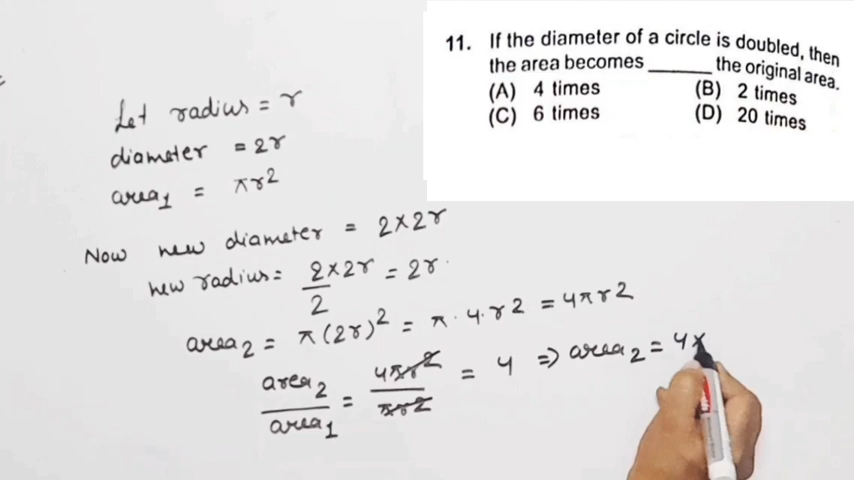 11. If the diameter of a circle is doubled, then
the area becomes ______ the original area.
(A) 4 times (B) 2 times
(C) 6 times (D) 20 times
Let radius = r
diameter = 2r
area₁ = πr²
Now new diameter = 2×2r
new radius = 2×2r/2 = 2r.
area₂ = π(2r)² = π·4·r2 = 4πr2
area₂/area₁ = 4πr2/πr2 = 4 ⇒ area₂ = 4×